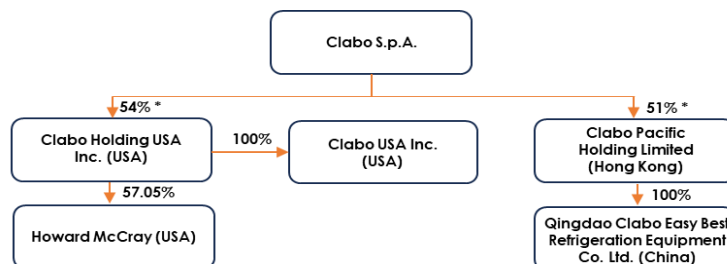 Clabo S.p.A.
54% *
51% *
Clabo Holding USA
Inc. (USA)
100%
Clabo USA Inc.
(USA)
Clabo Pacific
Holding Limited
(Hong Kong)
57.05%
100%
Howard McCray (USA)
Qingdao Clabo Easy Best
Refrigeration Equipment
Co. Ltd. (China)